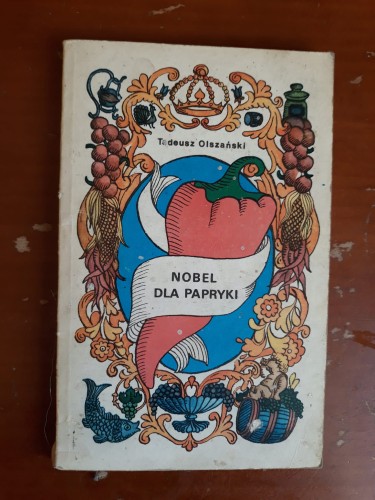 Tadeusz Olszański
NOBEL
DLA PAPRYKI